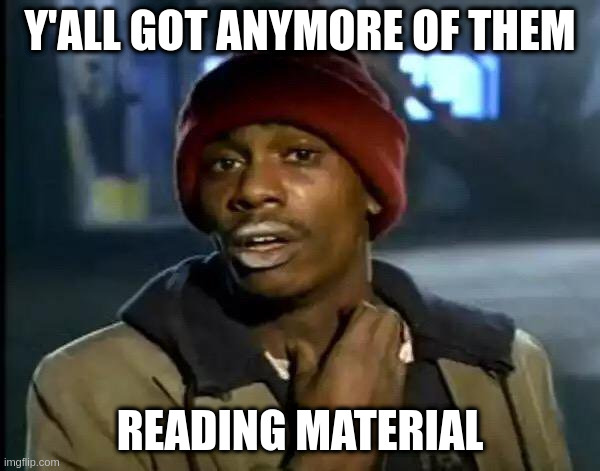 Y'ALL GOT ANYMORE OF THEM
READING MATERIAL
imgflip.com